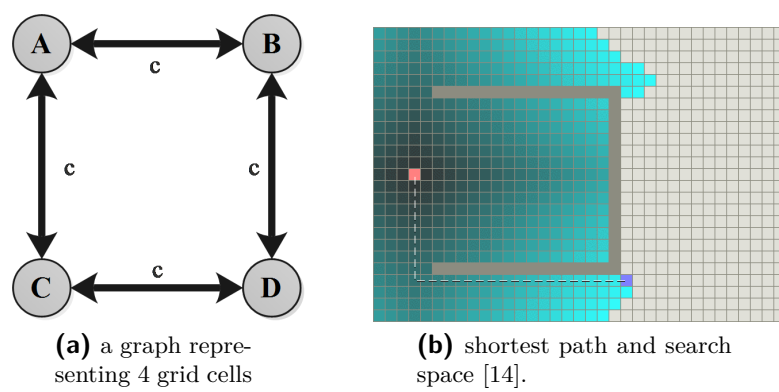 A
B
c
c
c
c
C
D
(a) a graph repre-
senting 4 grid cells
(b) shortest path and search
space [14].